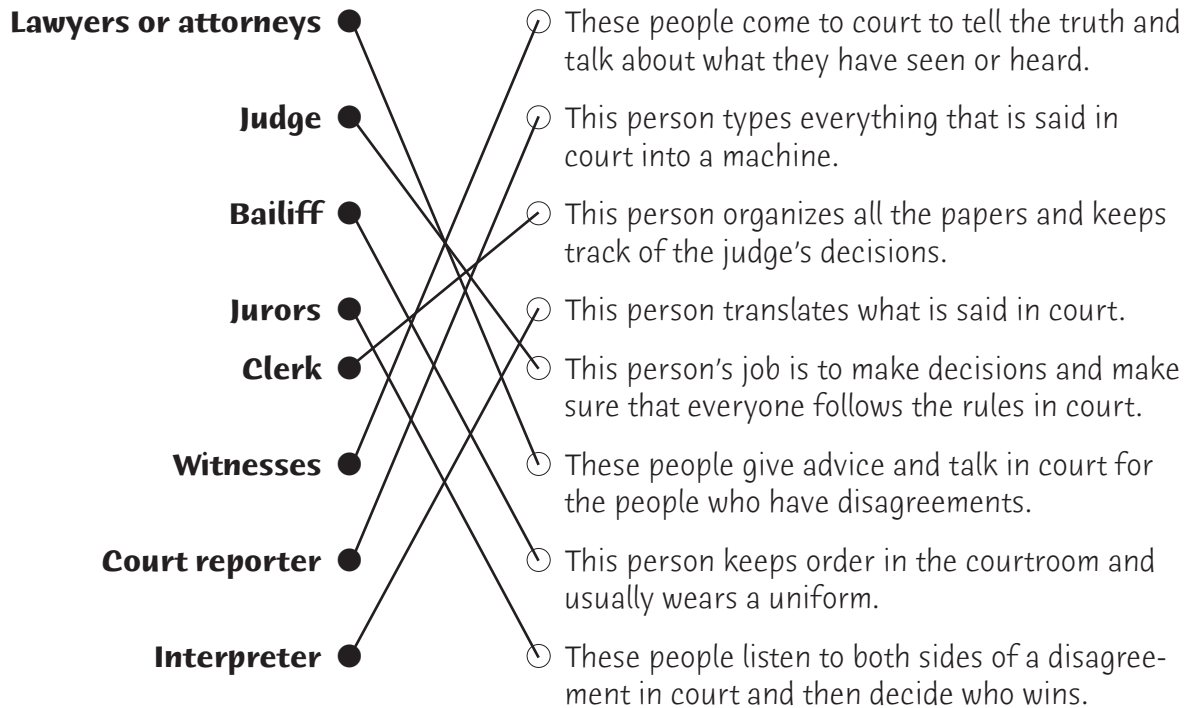 Lawyers or attorneys
These people come to court to tell the truth and
talk about what they have seen or heard.
Judge
This person types everything that is said in
court into a machine.
Bailiff
This person organizes all the papers and keeps
track of the judge's decisions.
Jurors
This person translates what is said in court.
Clerk
This person's job is to make decisions and make
sure that everyone follows the rules in court.
Witnesses
These people give advice and talk in court for
the people who have disagreements.
Court reporter
This person keeps order in the courtroom and
usually wears a uniform.
Interpreter
These people listen to both sides of a disagree-
ment in court and then decide who wins.